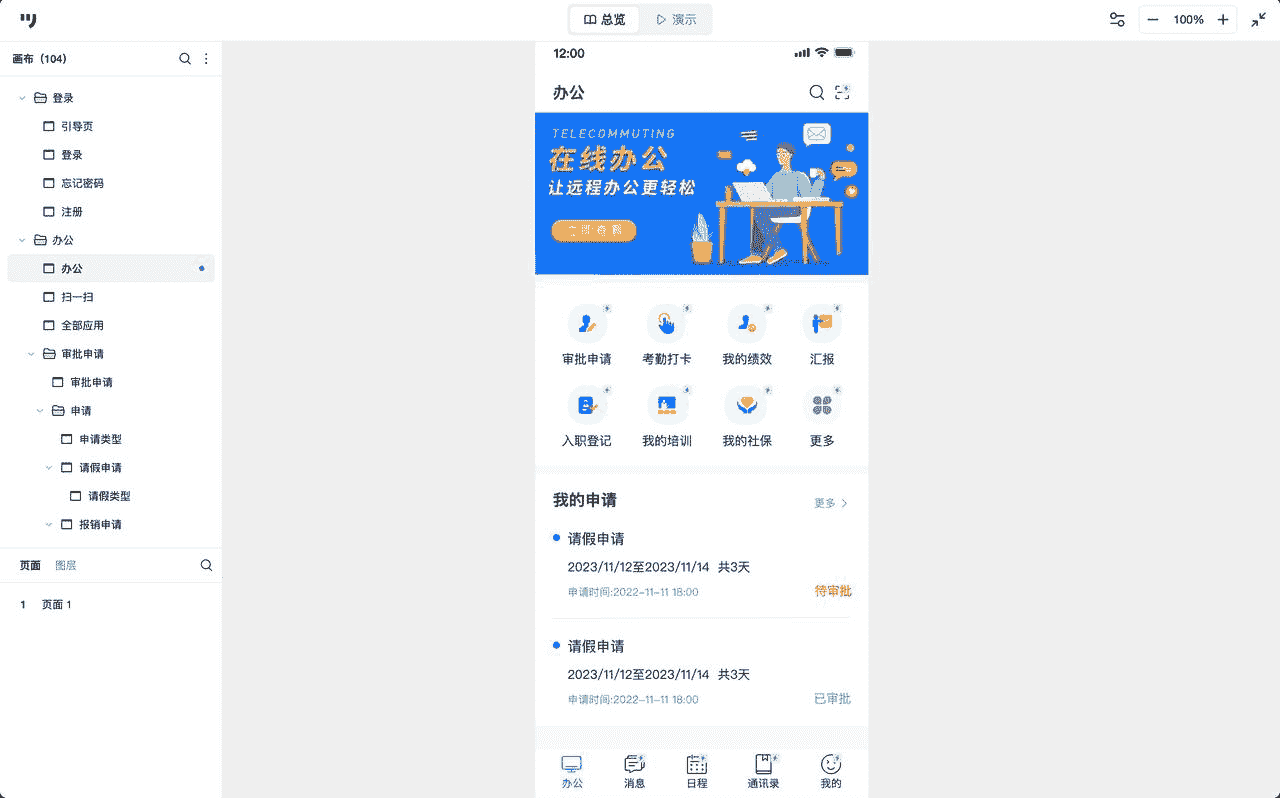 总览
演示
100%
画布（104）
登录
引导页
登录
忘记密码
注册
办公
办公
扫一扫
全部应用
审批申请
审批申请
申请
申请类型
请假申请
请假类型
报销申请
页面 图层
1 页面 1
12:00
办公
TELECOMMUTING
在线办公
让远程办公更轻松
立即查看
审批申请 考勤打卡 我的绩效 汇报
入职登记 我的培训 我的社保 更多
我的申请 更多
请假申请
2023/11/12至2023/11/14 共3天
申请时间:2022-11-11 18:00 待审批
请假申请
2023/11/12至2023/11/14 共3天
申请时间:2022-11-11 18:00 已审批
办公 消息 日程 通讯录 我的